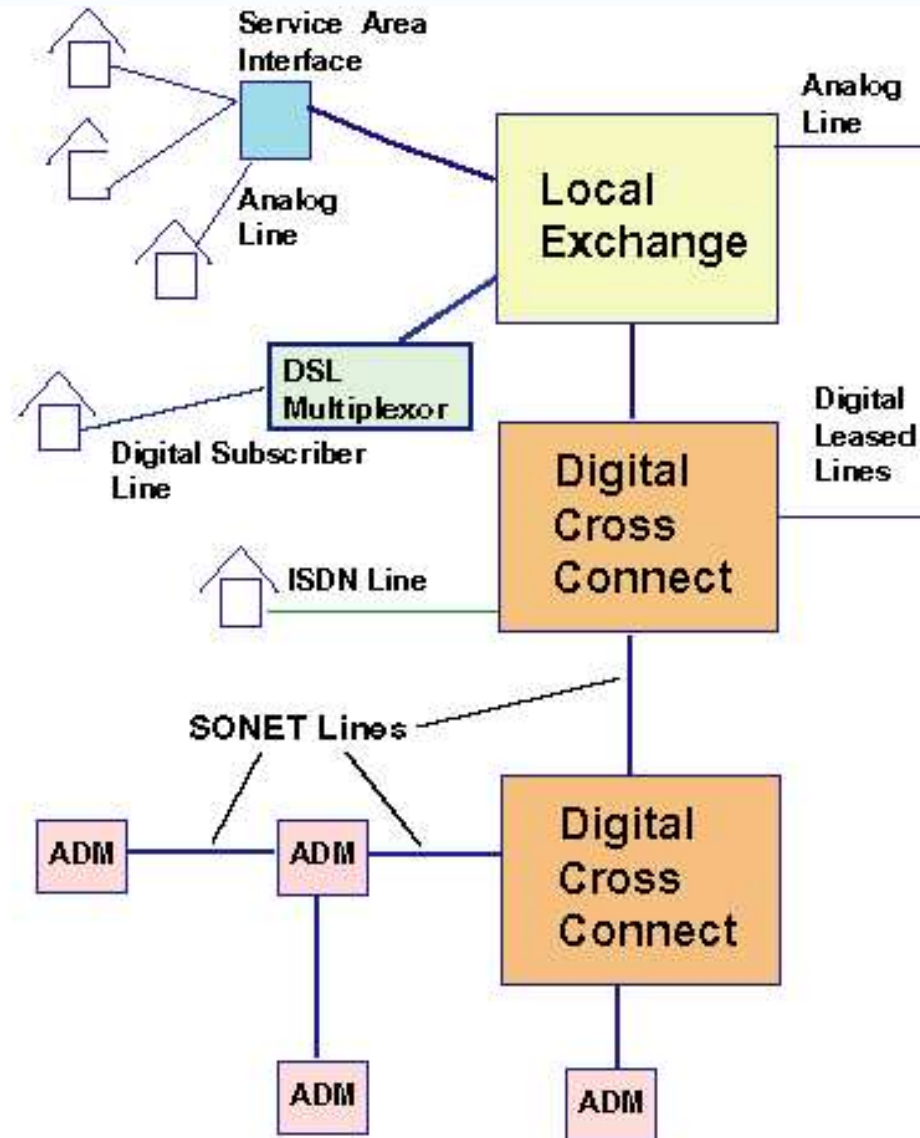 Service Area
Interface
Analog
Line
Local
Exchange
Analog
Line
DSL
Multiplexor
Digital Subscriber
Line
Digital
Leased
Lines
Digital
Cross
Connect
ISDN Line
SONET Lines
ADM
ADM
Digital
Cross
Connect
ADM
ADM